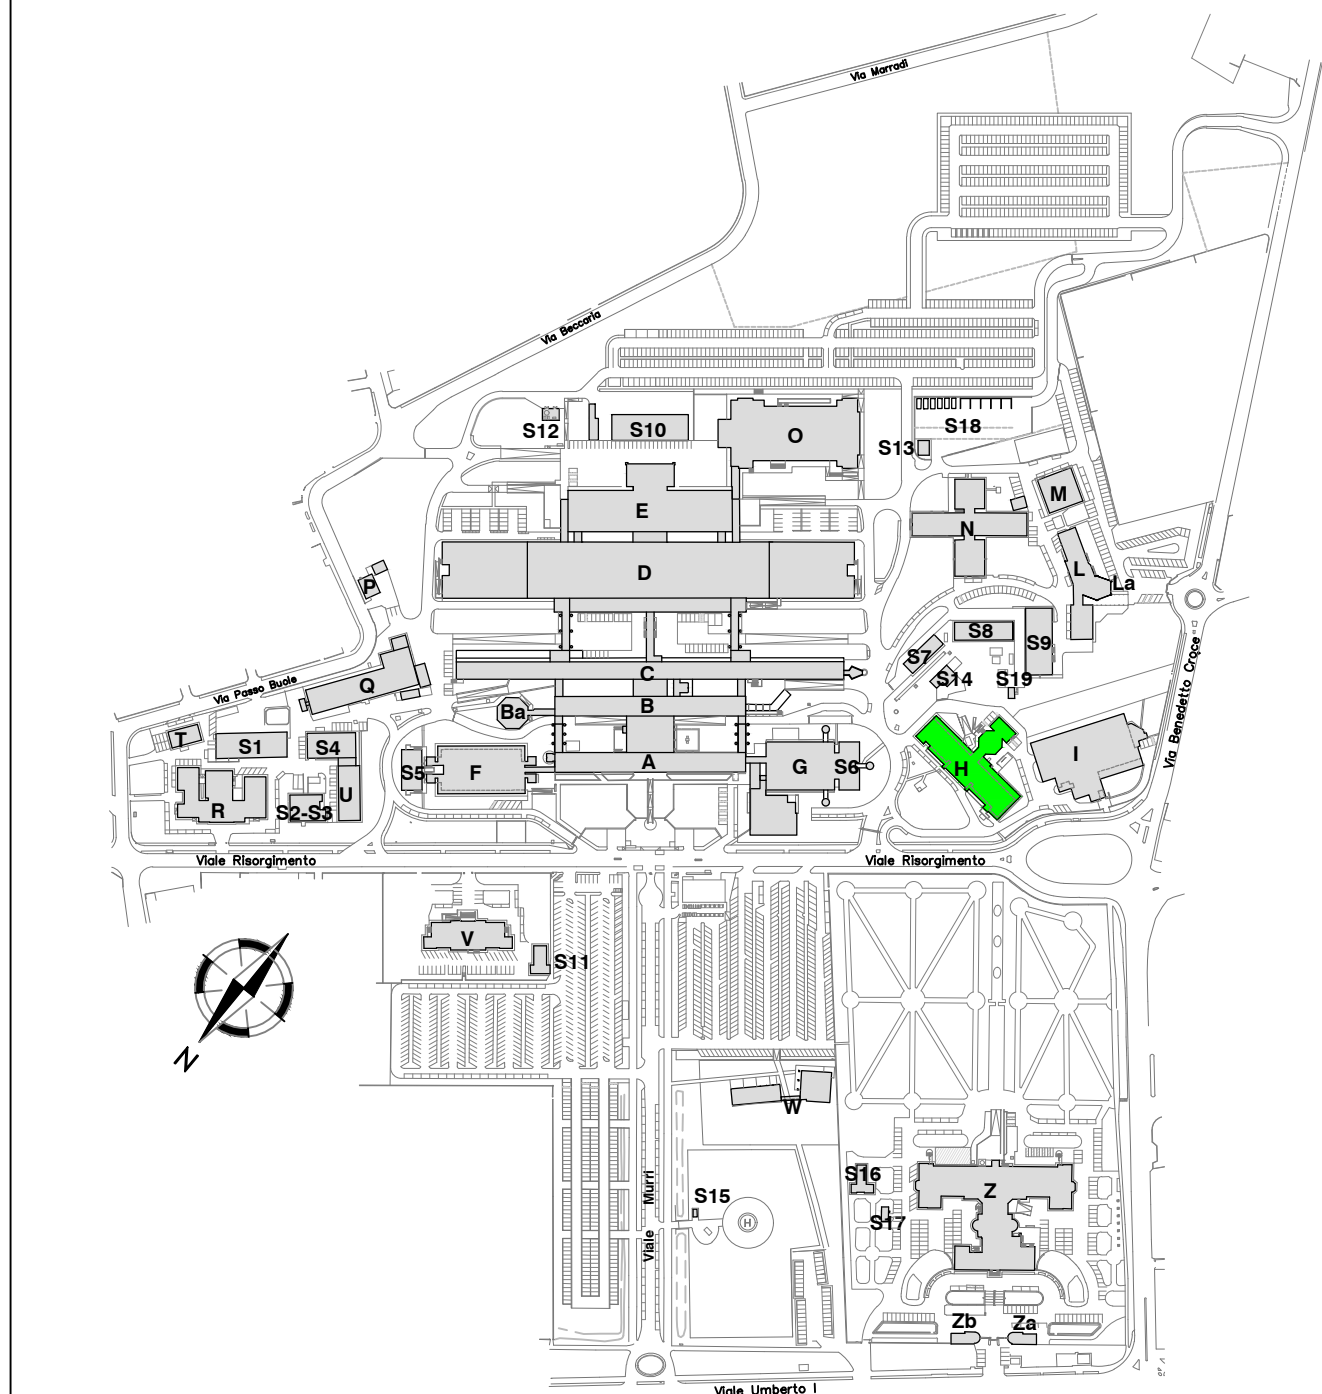 Via Marradi
Via Beccaria
S12
S10
O
S13
S18
E
N
M
D
L
La
P
S8
S9
S7
S14
S19
C
Q
Via Passo Buole
B
Ba
T
S1
S4
A
S5
F
G
S6
H
I
Via Benedetto Croce
R
S2-S3
U
Viale Risorgimento
Viale Risorgimento
V
S11
N
W
S16
S17
Z
S15
H
Viale Murri
Zb
Za
Viale Umberto I